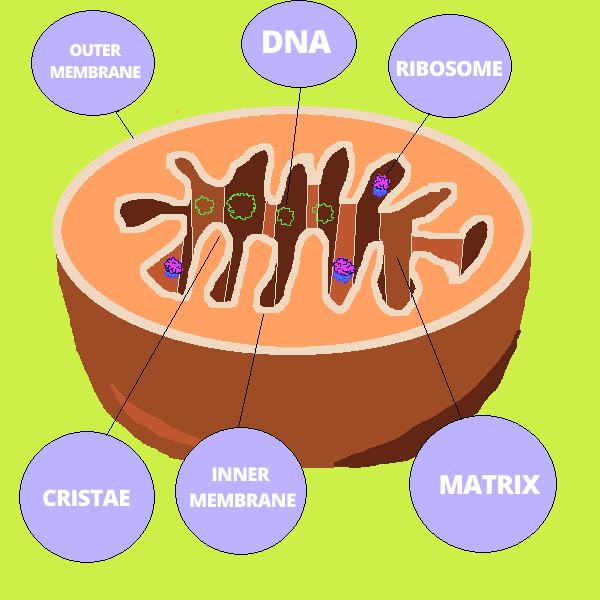 OUTER
MEMBRANE
DNA
RIBOSOME
CRISTAE
INNER
MEMBRANE
MATRIX